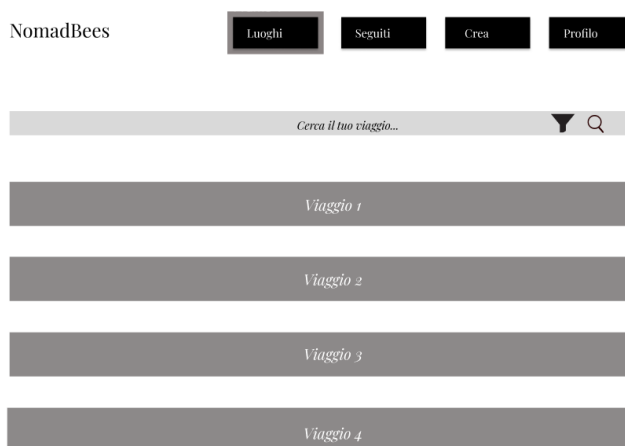 NomadBees
Luoghi
Seguiti
Crea
Profilo
Cerca il tuo viaggio...
Viaggio 1
Viaggio 2
Viaggio 3
Viaggio 4